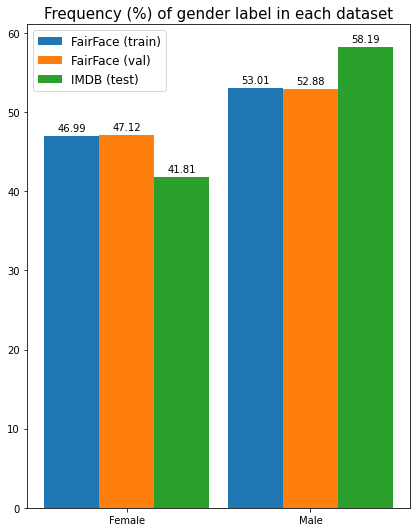 Frequency (%) of gender label in each dataset
FairFace (train)
FairFace (val)
IMDB (test)
60
50
40
30
20
10
0
46.99
47.12
41.81
53.01
52.88
58.19
Female
Male